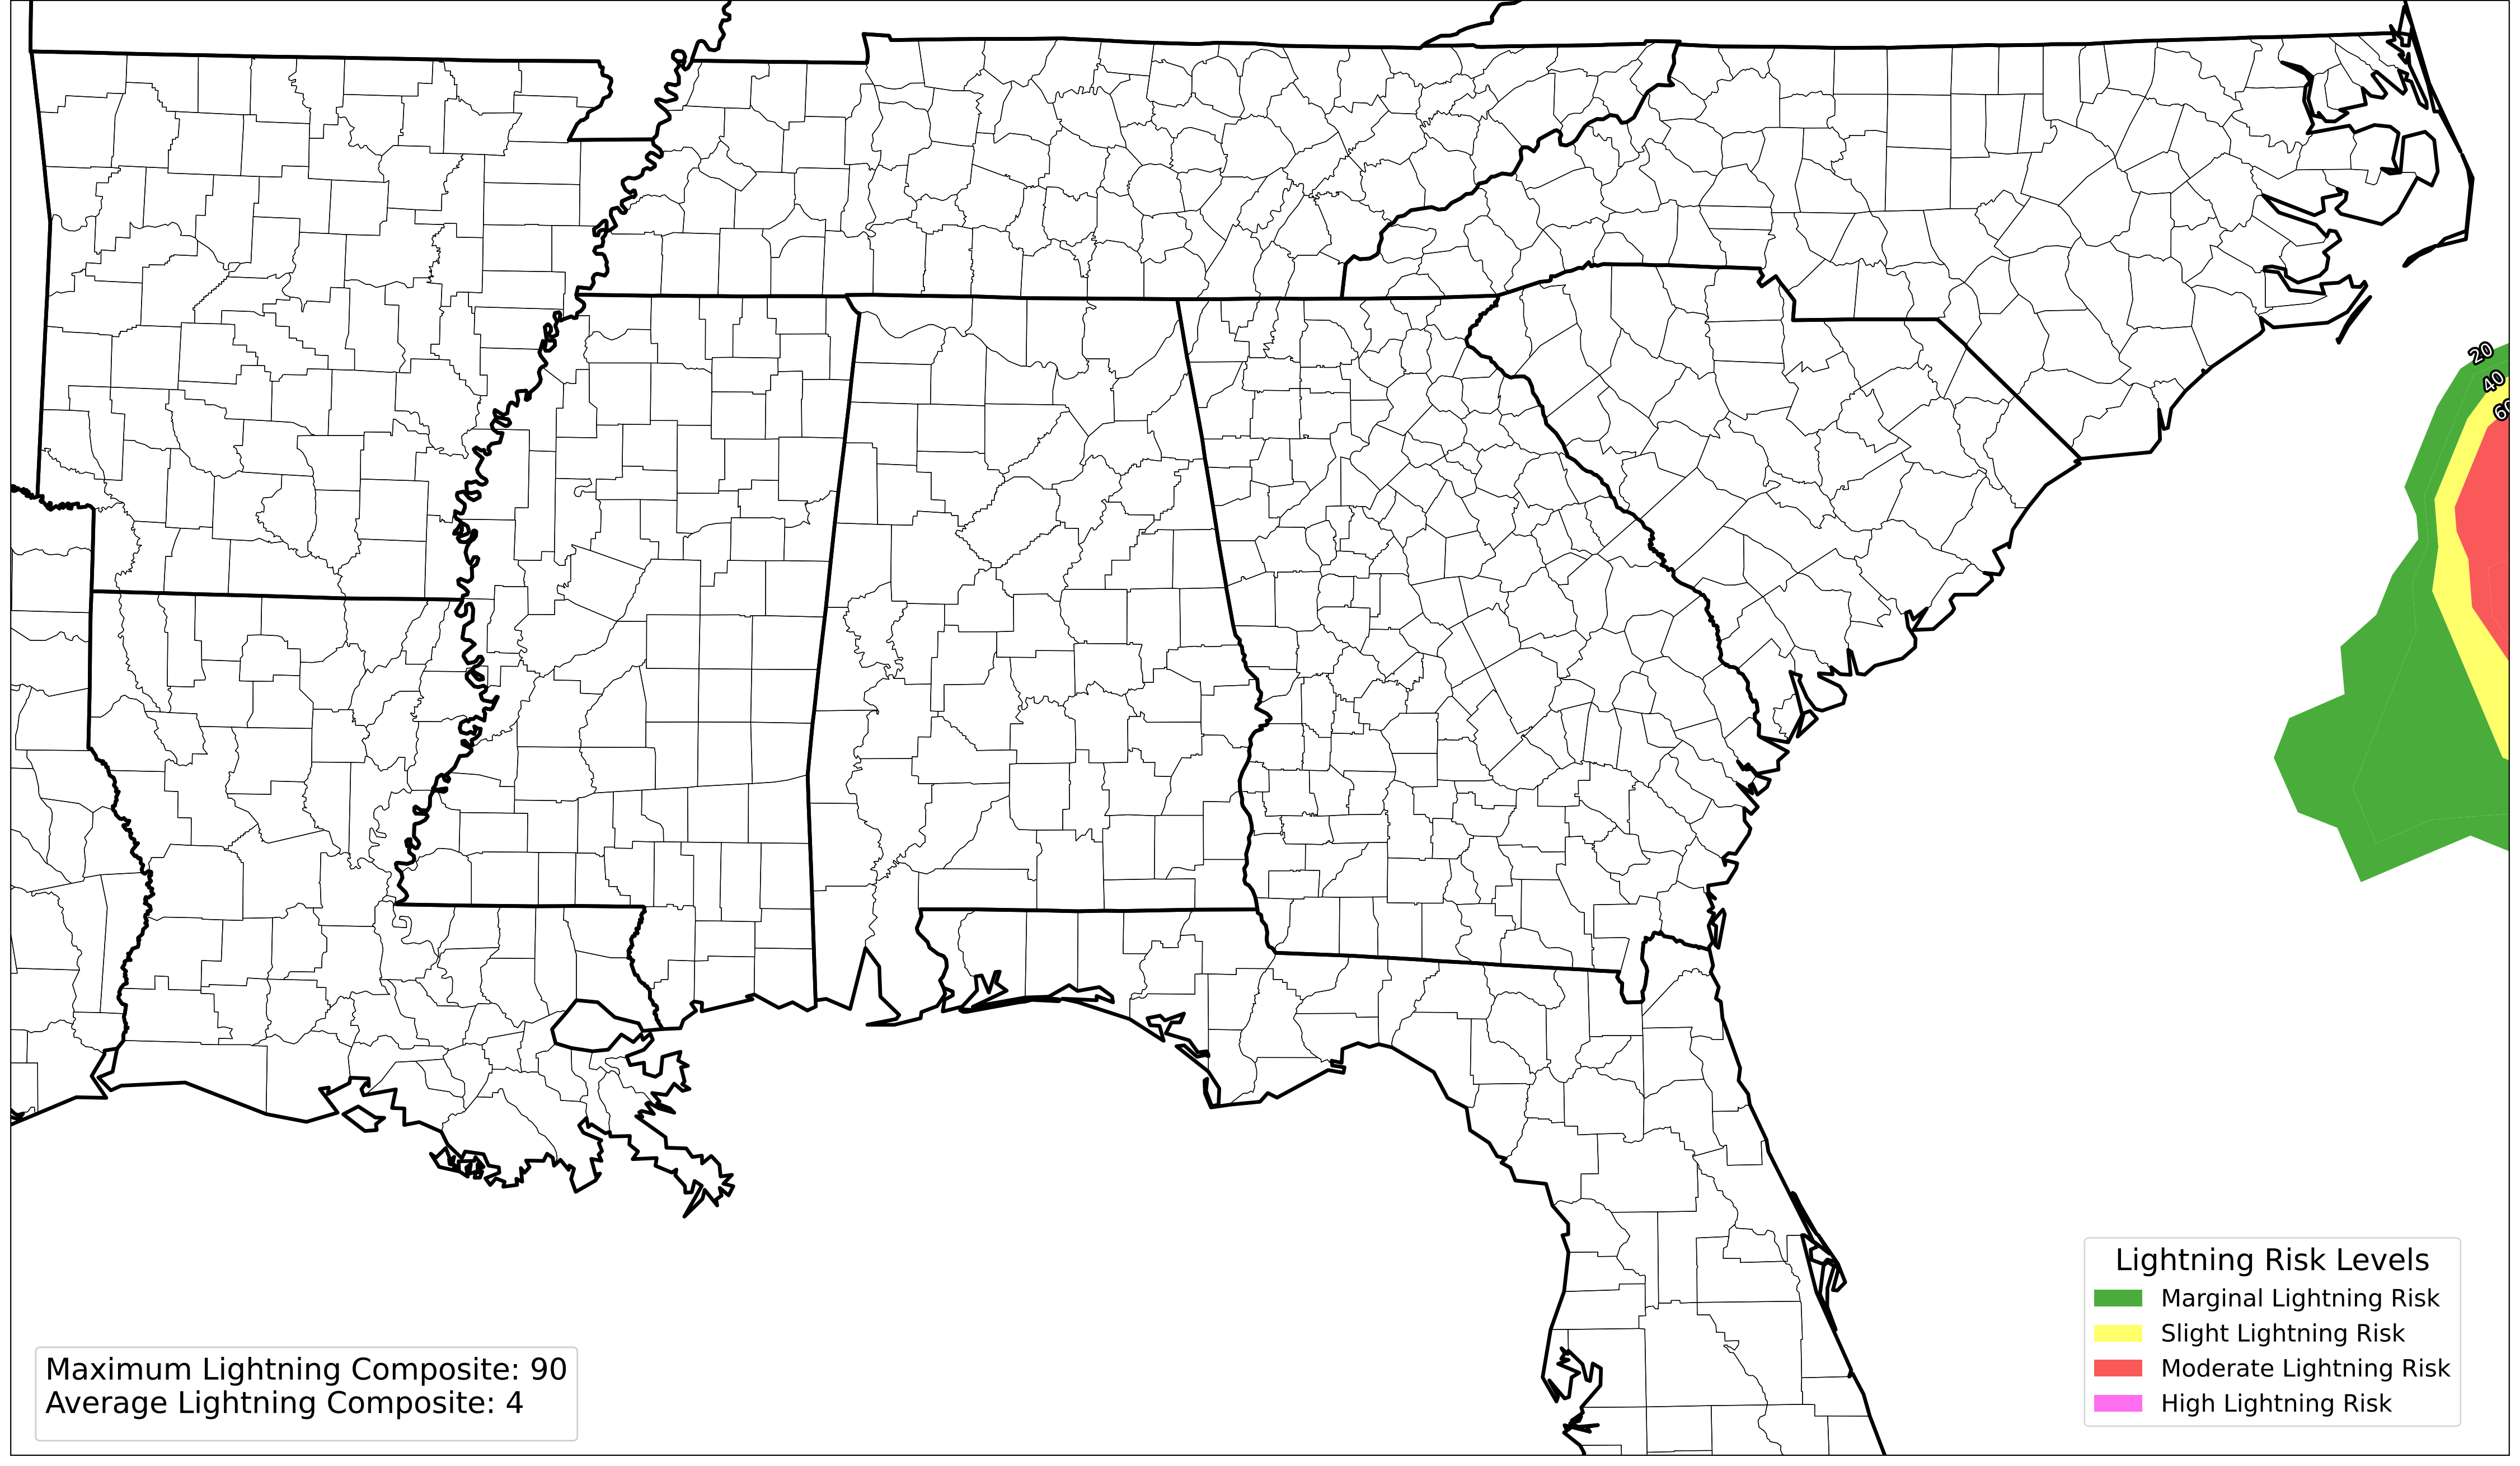 20
40
Lightning Risk Levels
Marginal Lightning Risk
Slight Lightning Risk
Moderate Lightning Risk
High Lightning Risk
Maximum Lightning Composite: 90
Average Lightning Composite: 4